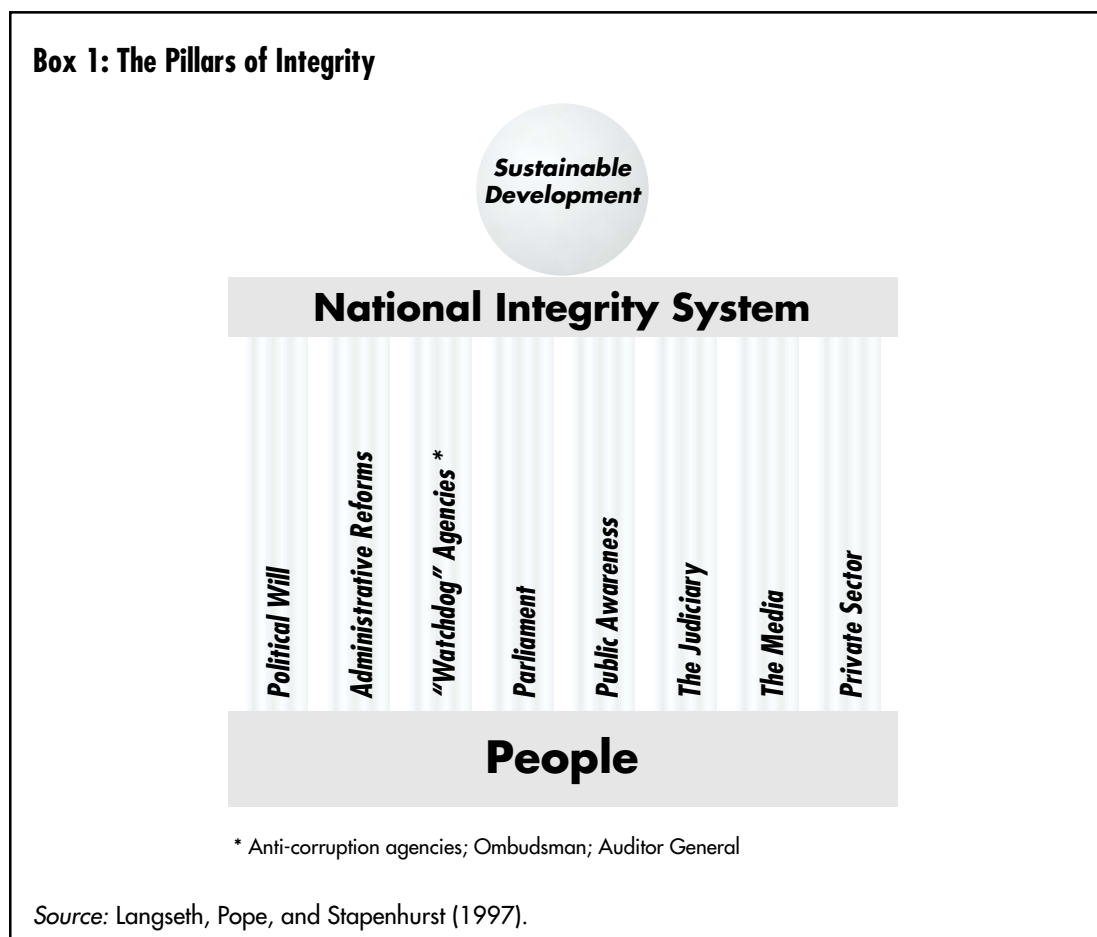 Box 1: The Pillars of Integrity
Sustainable
Development
National Integrity System
Political Will
Administrative Reforms
“Watchdog” Agencies *
Parliament
Public Awareness
The Judiciary
The Media
Private Sector
People
* Anti-corruption agencies; Ombudsman; Auditor General
Source: Langseth, Pope, and Stapenhurst (1997).